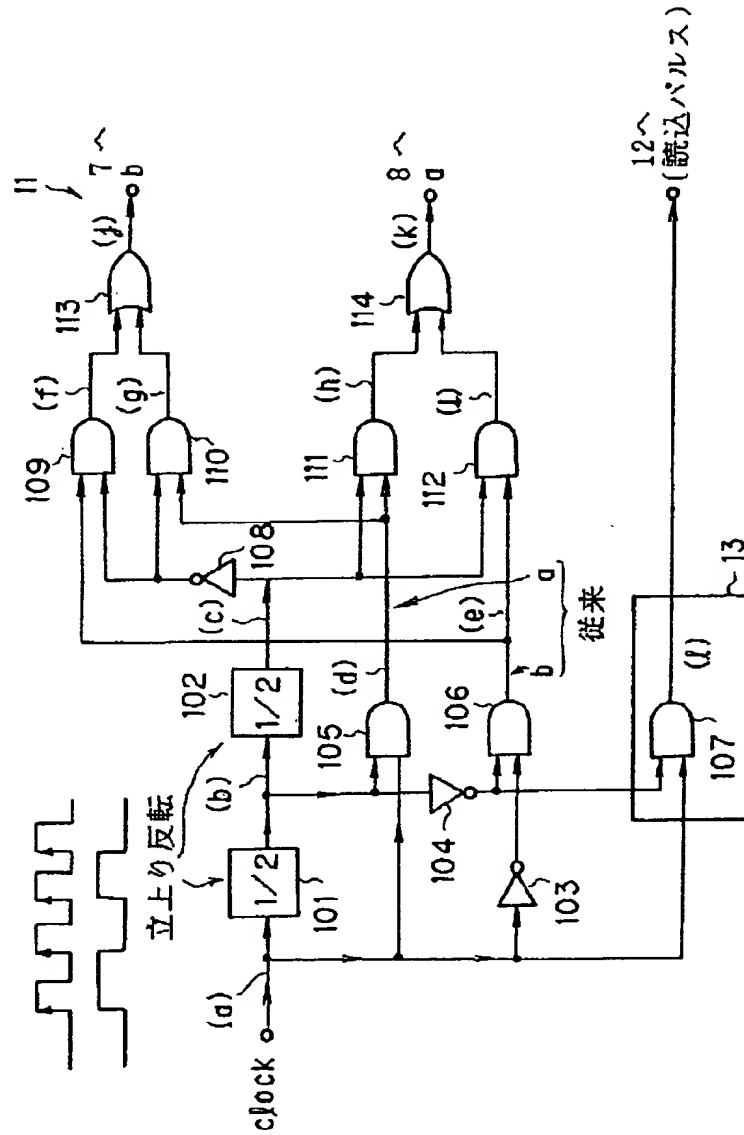 立上り反転
clock
(a)
1/2
101
(b)
1/2
102
(c)
103
104
105
106
107
(d)
(e)
a
b
従来
108
109
110
111
112
(f)
(g)
(h)
(i)
113
114
(j)
(k)
11
7へ
b
8へ
a
(ℓ)
13
12へ
(読込パルス)